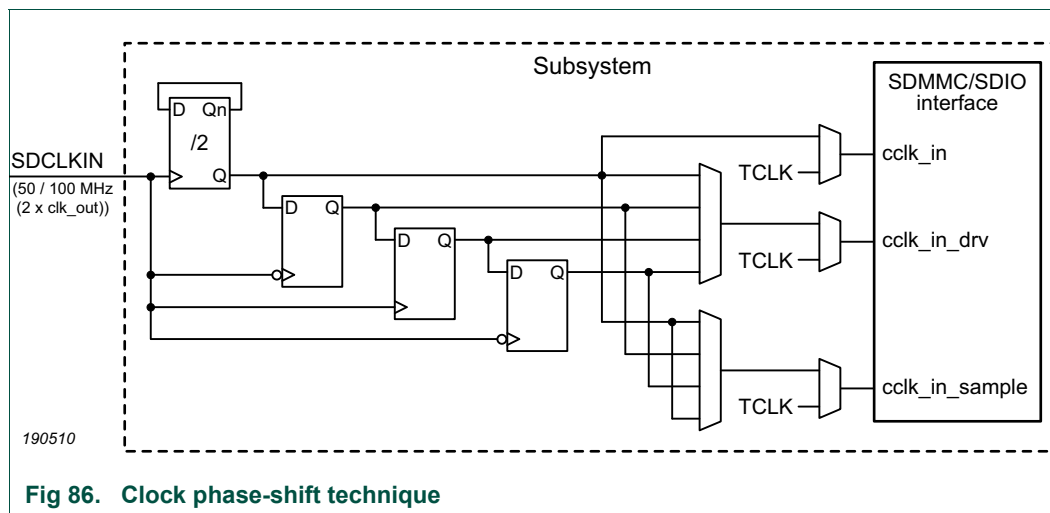 Subsystem
SDMMC/SDIO
interface
D Qn
/2
Q
SDCLKIN
(50 / 100 MHz
(2 x clk_out))
D Q
D Q
D Q
TCLK
cclk_in
TCLK
cclk_in_drv
TCLK
cclk_in_sample
190510
Fig 86. Clock phase-shift technique